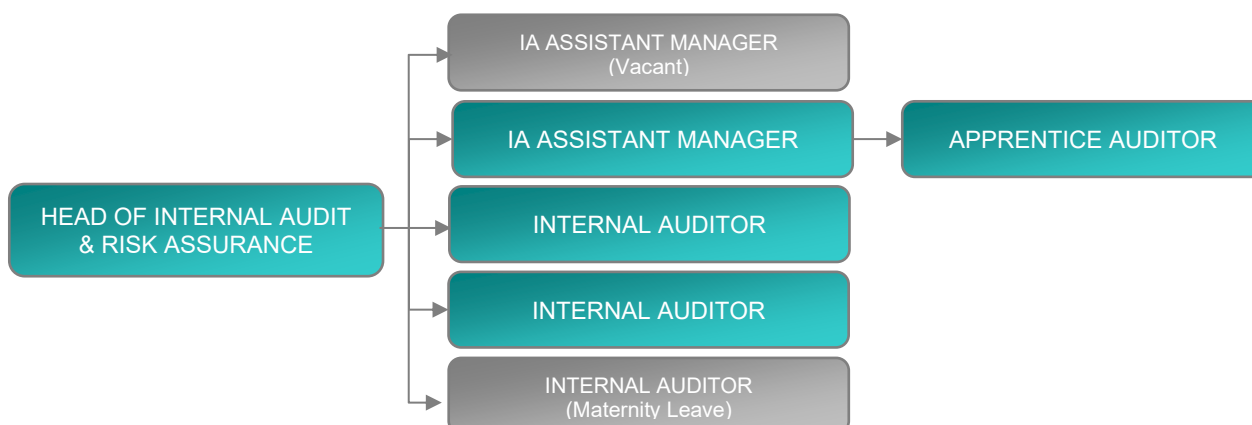 IA ASSISTANT MANAGER
(Vacant)
IA ASSISTANT MANAGER
APPRENTICE AUDITOR
HEAD OF INTERNAL AUDIT
& RISK ASSURANCE
INTERNAL AUDITOR
INTERNAL AUDITOR
INTERNAL AUDITOR
(Maternity Leave)